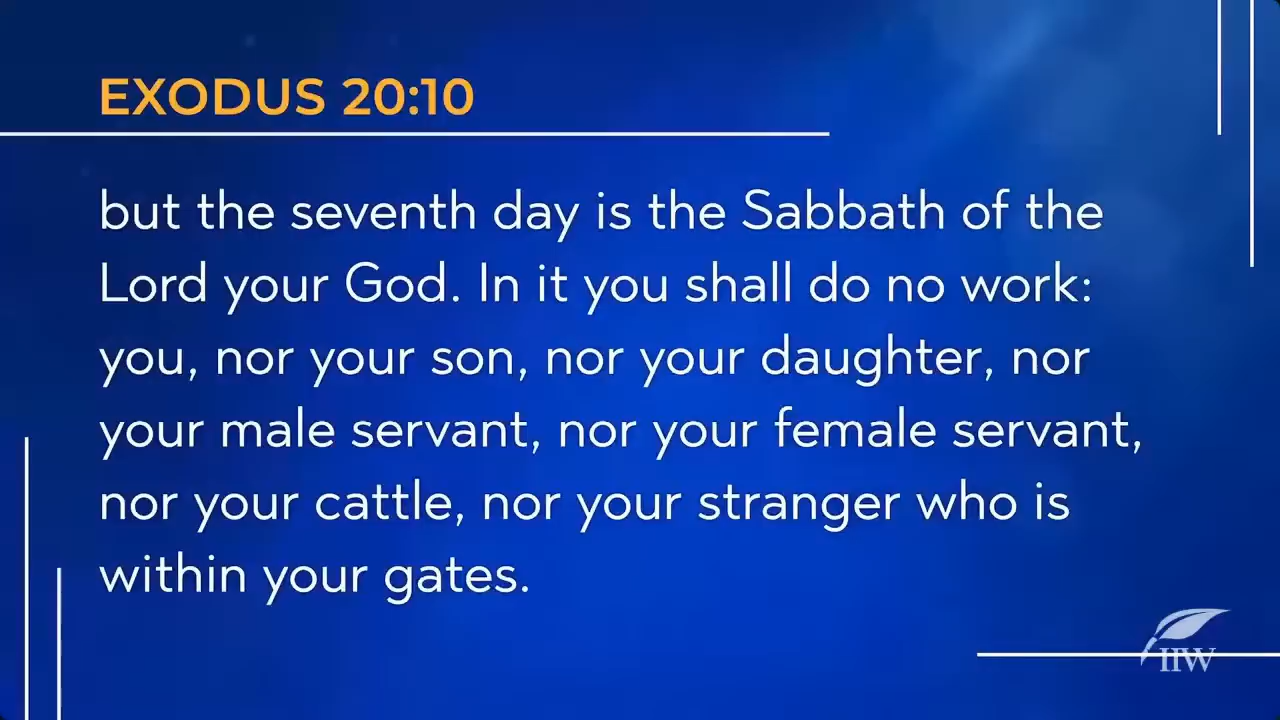 EXODUS 20:10
but the seventh day is the Sabbath of the
Lord your God. In it you shall do no work:
you, nor your son, nor your daughter, nor
your male servant, nor your female servant,
nor your cattle, nor your stranger who is
within your gates.
IIW